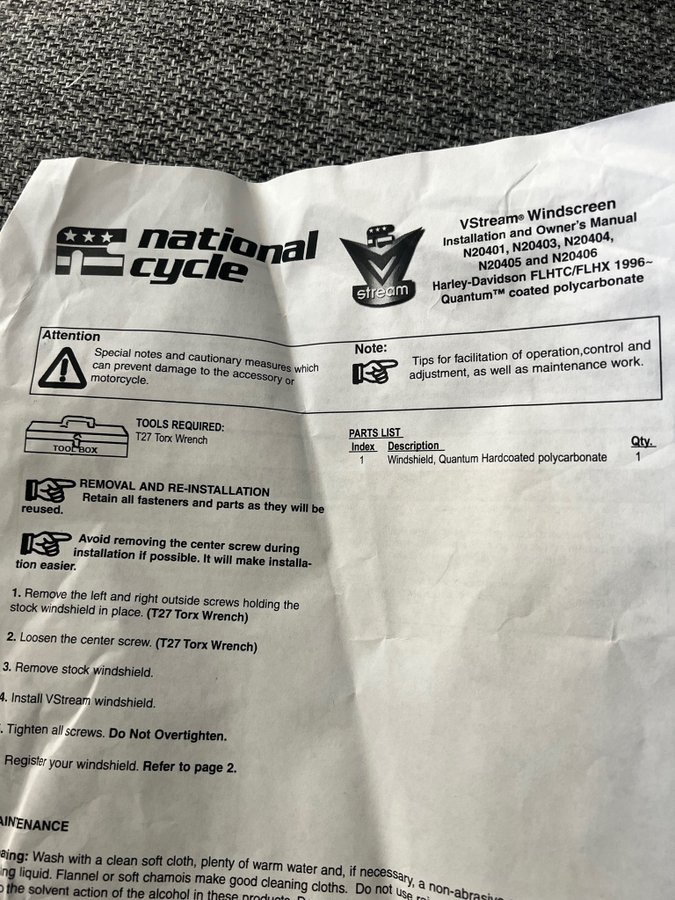 national
cycle
stream
VStream® Windscreen
Installation and Owner's Manual
N20401, N20403, N20404,
N20405 and N20406
Harley-Davidson FLHTC/FLHX 1996~
Quantum™ coated polycarbonate
Attention
Special notes and cautionary measures which
can prevent damage to the accessory or
motorcycle.
Note:
Tips for facilitation of operation,control and
adjustment, as well as maintenance work.
TOOL BOX
TOOLS REQUIRED:
T27 Torx Wrench
PARTS LIST
Index Description Qty.
1 Windshield, Quantum Hardcoated polycarbonate 1
REMOVAL AND RE-INSTALLATION
Retain all fasteners and parts as they will be
reused.
Avoid removing the center screw during
installation if possible. It will make installa-
tion easier.
1. Remove the left and right outside screws holding the
stock windshield in place. (T27 Torx Wrench)
2. Loosen the center screw. (T27 Torx Wrench)
3. Remove stock windshield.
4. Install VStream windshield.
. Tighten all screws. Do Not Overtighten.
Register your windshield. Refer to page 2.
AINTENANCE
aning: Wash with a clean soft cloth, plenty of warm water and, if necessary, a non-abrasive
ing liquid. Flannel or soft chamois make good cleaning cloths. Do not use
the solvent action of the alcohol in these products.